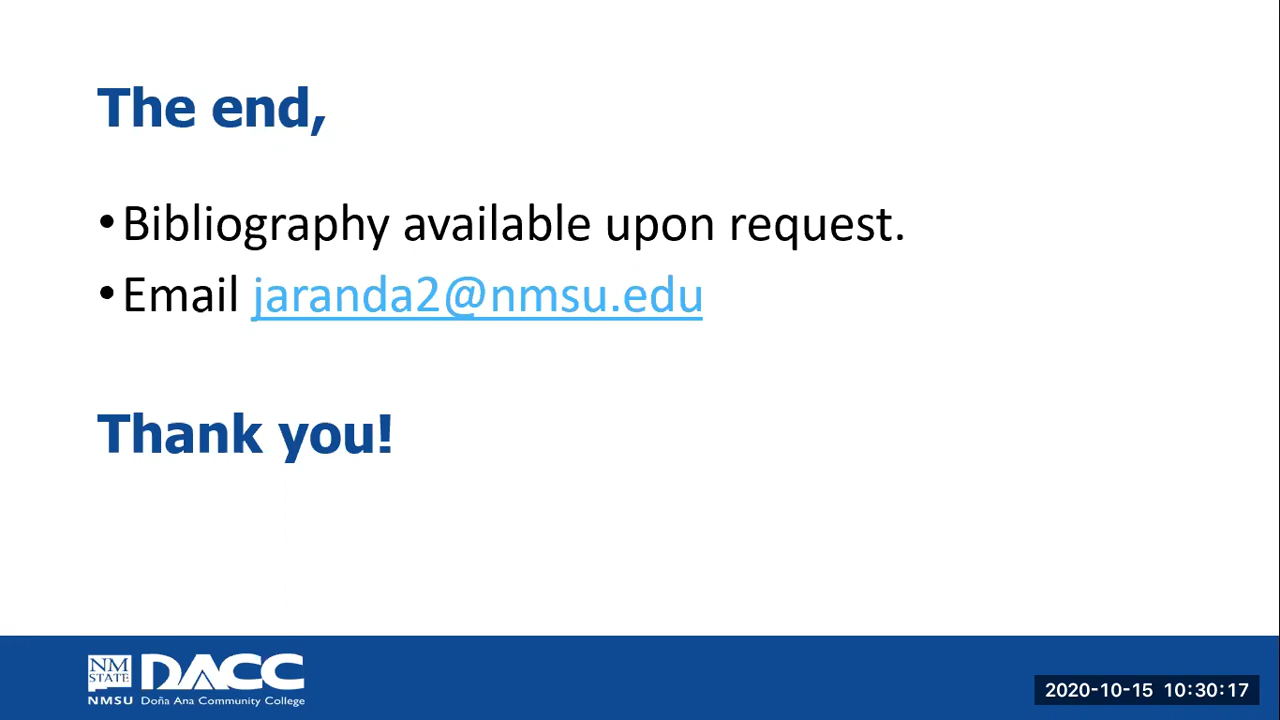 The end,
•Bibliography available upon request.
•Email jaranda2@nmsu.edu
Thank you!
NM
STATE
DACC
NMSU Doña Ana Community College
2020-10-15 10:30:17